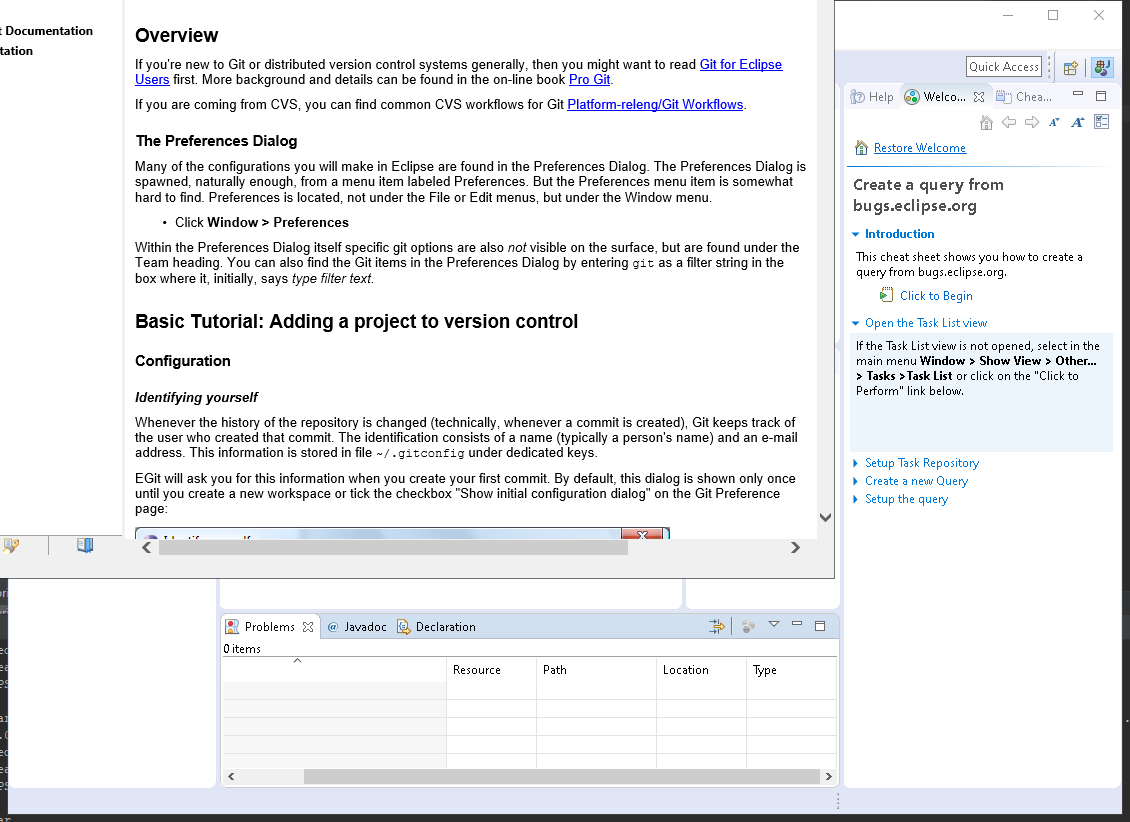 t Documentation
tation
Overview
If you're new to Git or distributed version control systems generally, then you might want to read Git for Eclipse
Users first. More background and details can be found in the on-line book Pro Git.
If you are coming from CVS, you can find common CVS workflows for Git Platform-releng/Git Workflows.
The Preferences Dialog
Many of the configurations you will make in Eclipse are found in the Preferences Dialog. The Preferences Dialog is
spawned, naturally enough, from a menu item labeled Preferences. But the Preferences menu item is somewhat
hard to find. Preferences is located, not under the File or Edit menus, but under the Window menu.
• Click Window > Preferences
Within the Preferences Dialog itself specific git options are also not visible on the surface, but are found under the
Team heading. You can also find the Git items in the Preferences Dialog by entering git as a filter string in the
box where it, initially, says type filter text.
Basic Tutorial: Adding a project to version control
Configuration
Identifying yourself
Whenever the history of the repository is changed (technically, whenever a commit is created), Git keeps track of
the user who created that commit. The identification consists of a name (typically a person's name) and an e-mail
address. This information is stored in file ~/.gitconfig under dedicated keys.
EGit will ask you for this information when you create your first commit. By default, this dialog is shown only once
until you create a new workspace or tick the checkbox "Show initial configuration dialog" on the Git Preference
page:
Quick Access
Help
Welco...
Chea...
Restore Welcome
Create a query from
bugs.eclipse.org
Introduction
This cheat sheet shows you how to create a
query from bugs.eclipse.org.
Click to Begin
Open the Task List view
If the Task List view is not opened, select in the
main menu Window > Show View > Other...
> Tasks >Task List or click on the "Click to
Perform" link below.
Setup Task Repository
Create a new Query
Setup the query
Problems
@ Javadoc
Declaration
0 items
Resource
Path
Location
Type